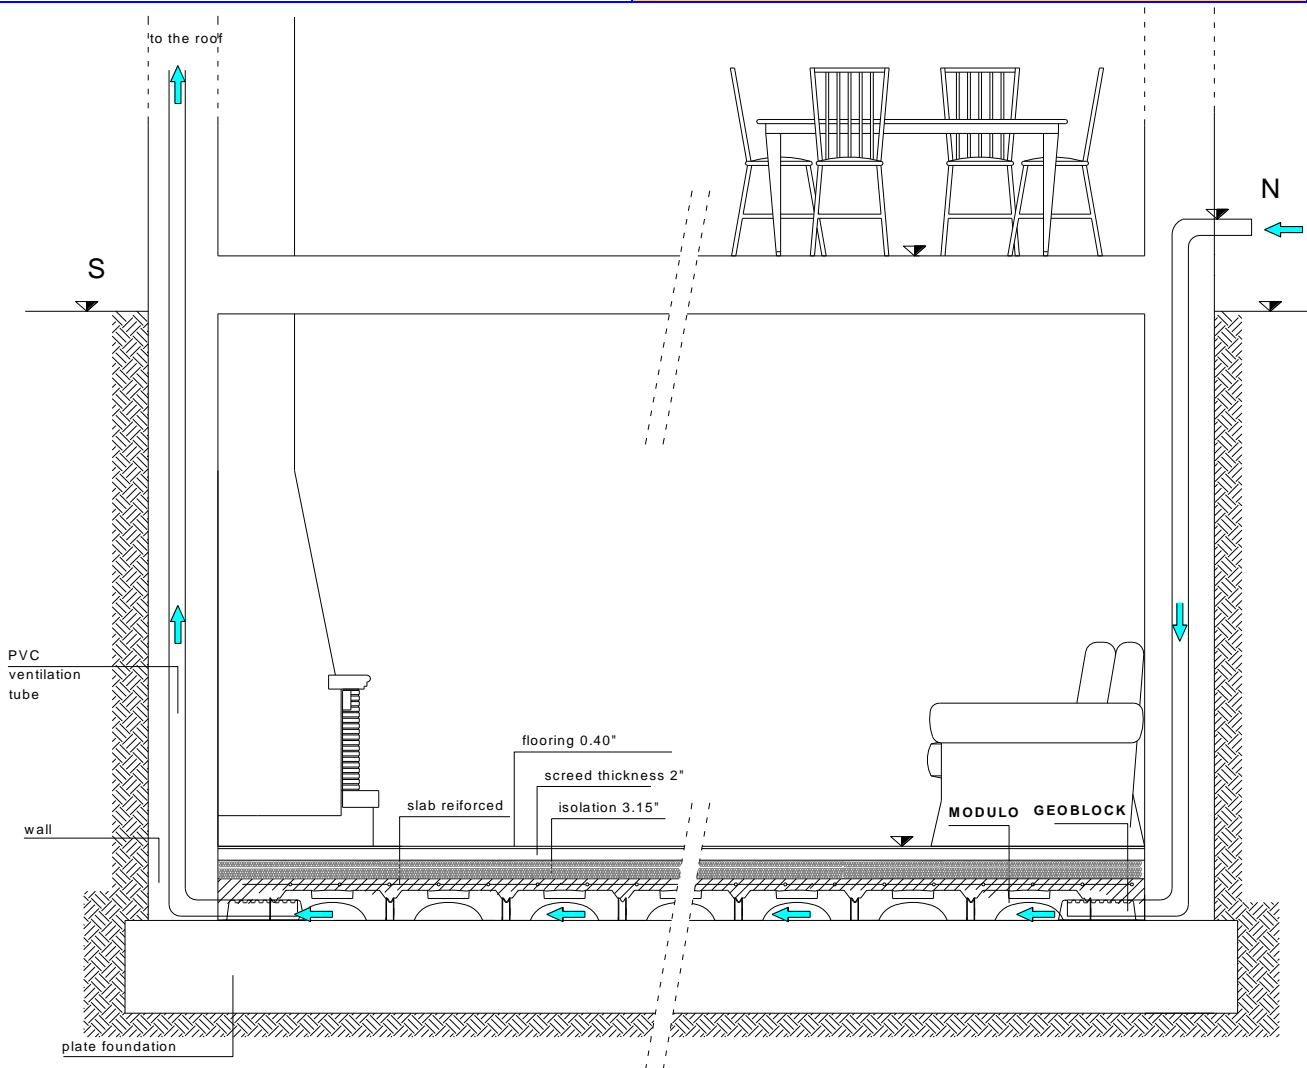 to the roof
N
S
PVC
ventilation
tube
flooring 0.40"
screed thickness 2"
slab reiforced
isolation 3.15"
MODULO GEOBLOCK
wall
plate foundation